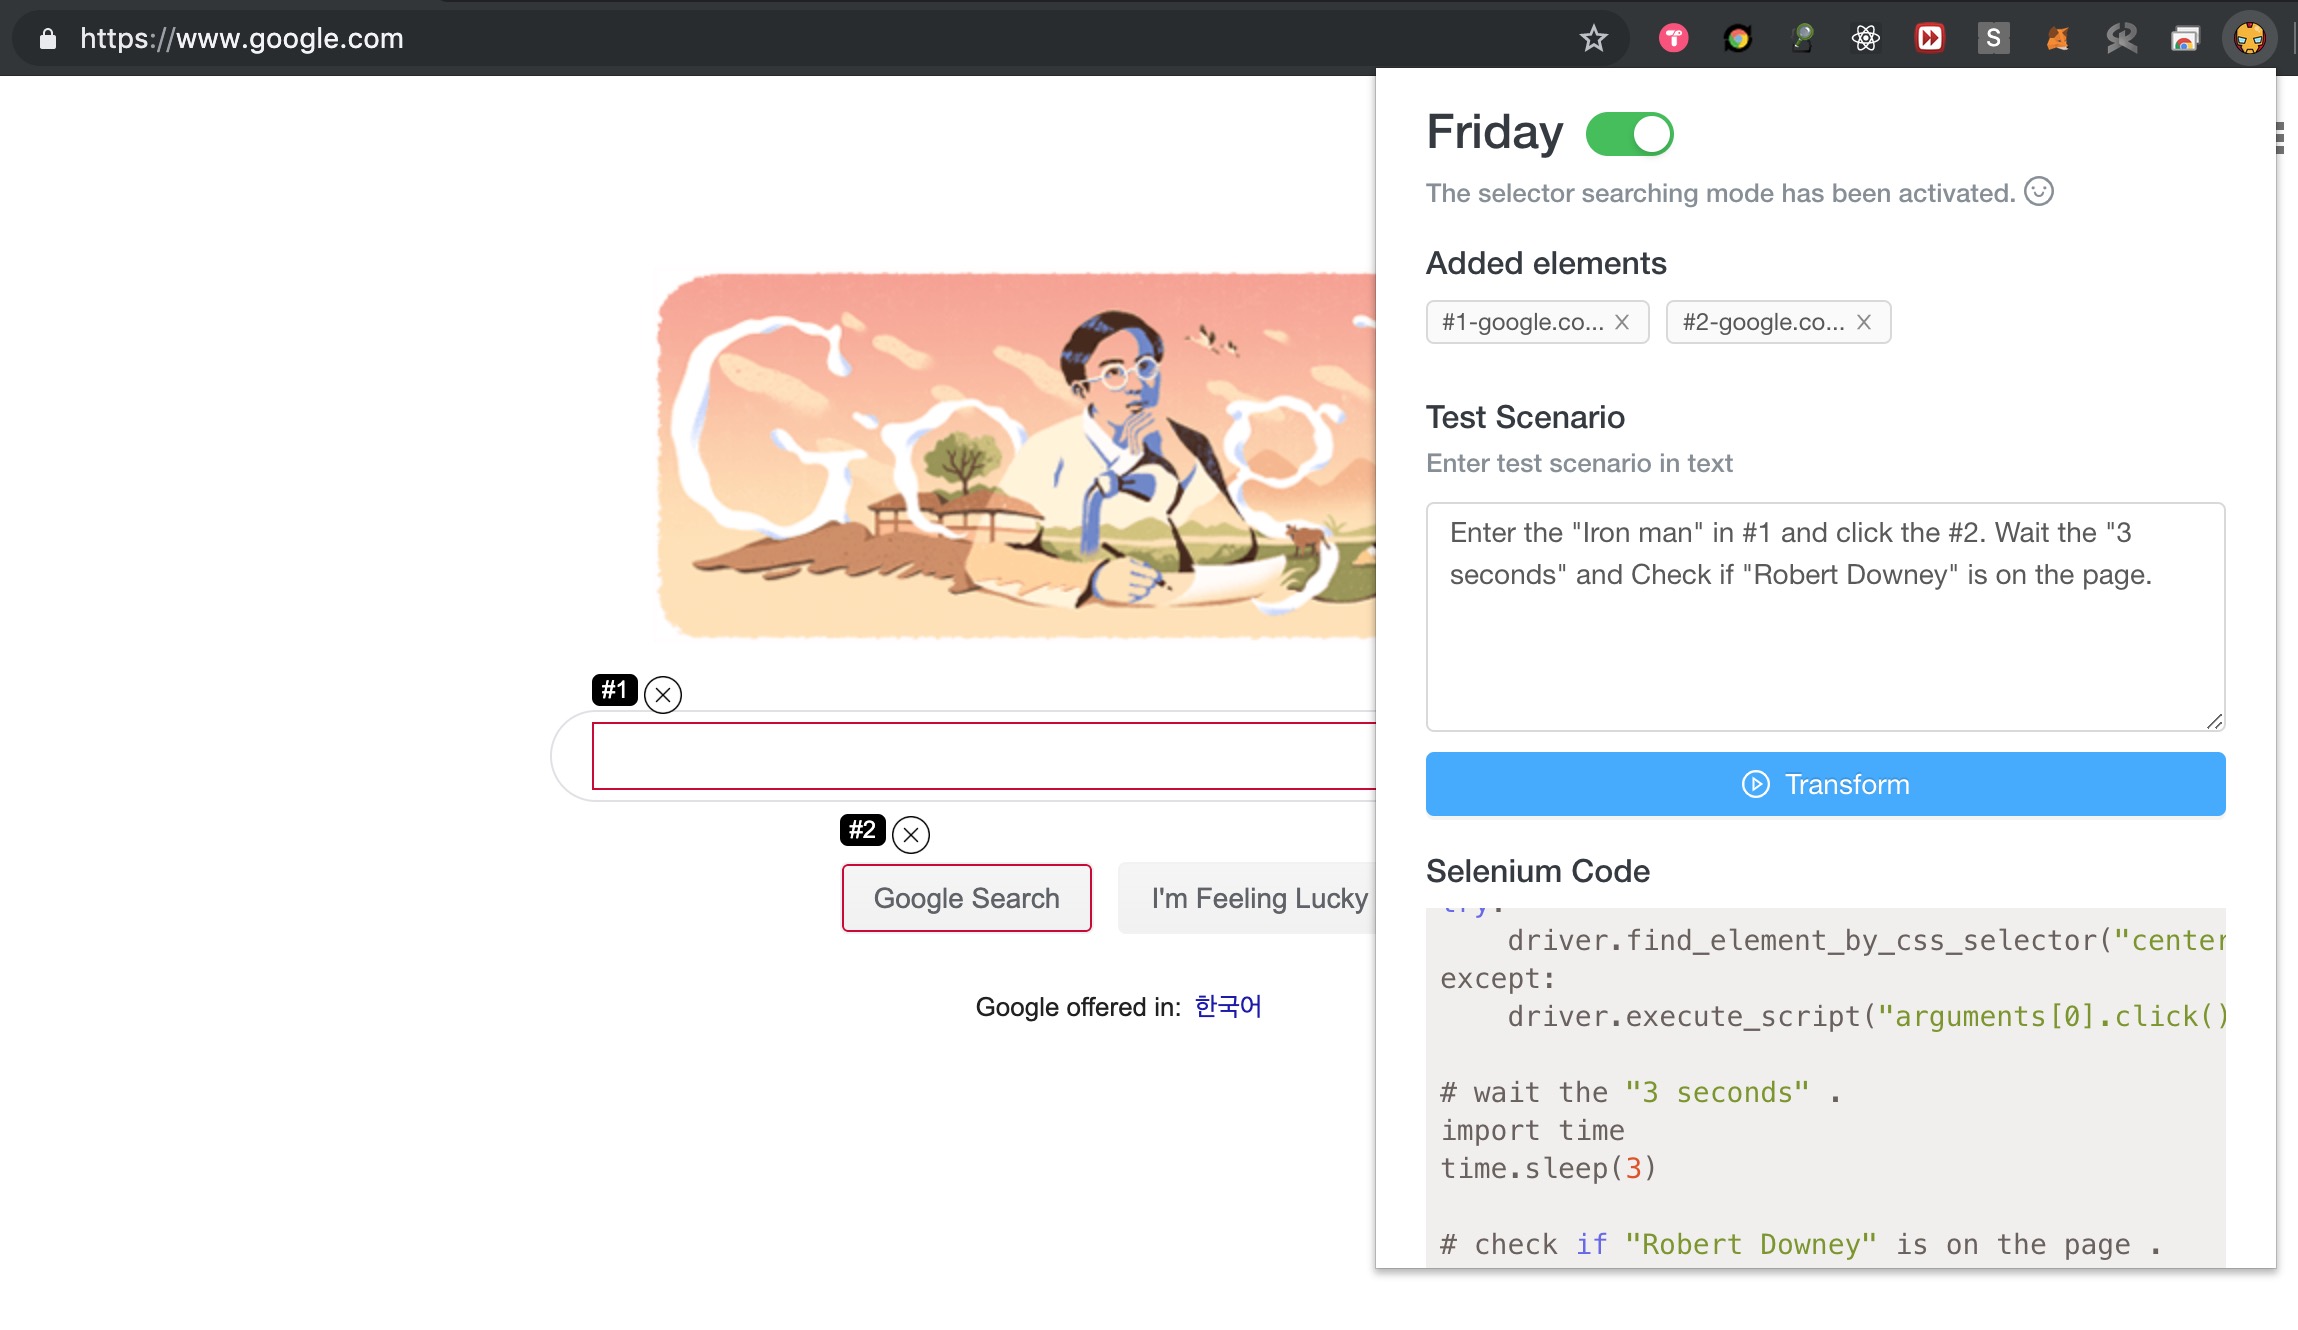 https://www.google.com
S
Friday
The selector searching mode has been activated.
Added elements
#1-google.co... X
#2-google.co... X
Test Scenario
Enter test scenario in text
Enter the "Iron man" in #1 and click the #2. Wait the "3
seconds" and Check if "Robert Downey" is on the page.
Transform
Selenium Code
try:
driver.find_element_by_css_selector("center
except:
driver.execute_script("arguments[0].click()
# wait the "3 seconds" .
import time
time.sleep(3)
# check if "Robert Downey" is on the page .
#1
#2
Google Search
I'm Feeling Lucky
Google offered in: 한국어